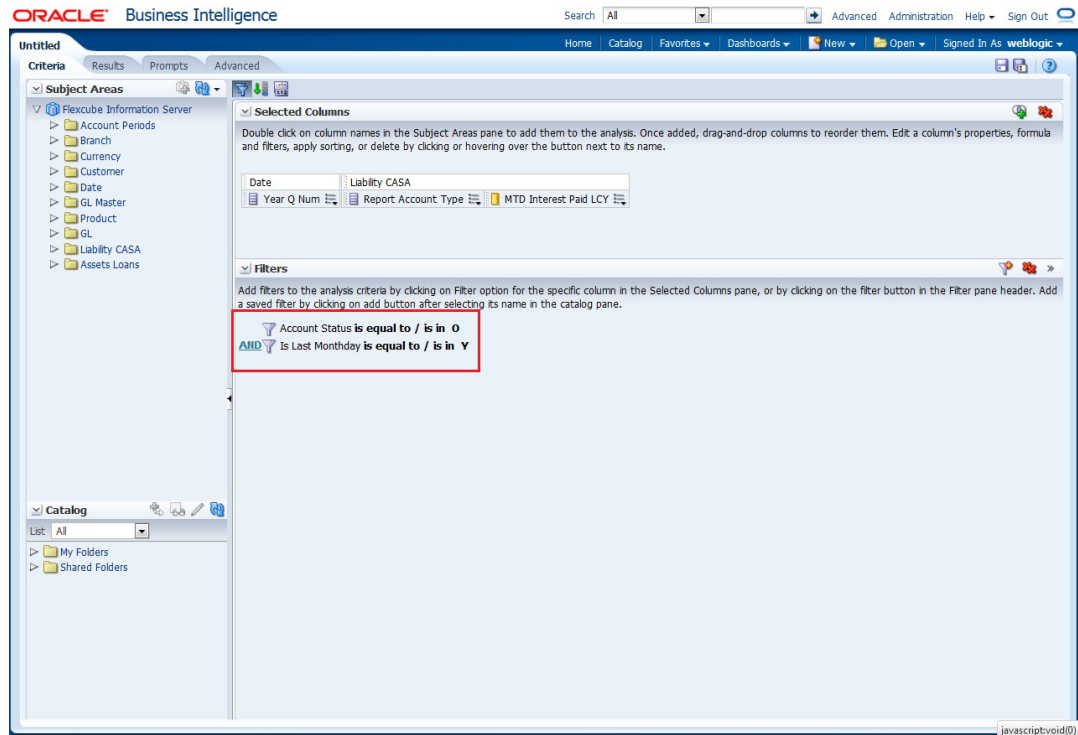 ORACLE Business Intelligence
Search All Advanced Administration Help Sign Out
Untitled
Home Catalog Favorites Dashboards New Open Signed In As weblogic
Criteria Results Prompts Advanced
Subject Areas
Flexcube Information Server
Account Periods
Branch
Currency
Customer
Date
GL Master
Product
GL
Liability CASA
Assets Loans
Selected Columns
Double click on column names in the Subject Areas pane to add them to the analysis. Once added, drag-and-drop columns to reorder them. Edit a column's properties, formula
and filters, apply sorting, or delete by clicking or hovering over the button next to its name.
Date Liability CASA
Year Q Num Report Account Type MTD Interest Paid LCY
Filters
Add filters to the analysis criteria by clicking on Filter option for the specific column in the Selected Columns pane, or by clicking on the filter button in the Filter pane header. Add
a saved filter by clicking on add button after selecting its name in the catalog pane.
Account Status is equal to / is in O
AND Is Last Monthday is equal to / is in Y
Catalog
List All
My Folders
Shared Folders
javascript:void(0)